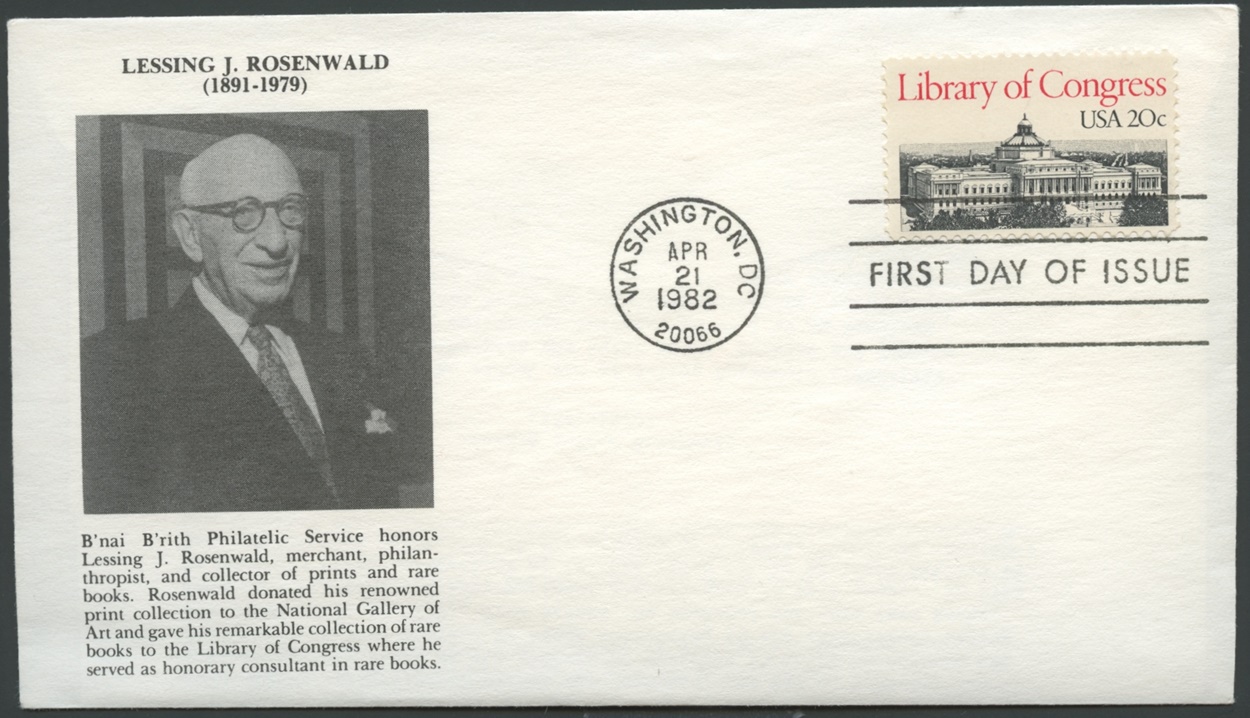 LESSING J. ROSENWALD
(1891-1979)
B'nai B'rith Philatelic Service honors
Lessing J. Rosenwald, merchant, philan-
thropist, and collector of prints and rare
books. Rosenwald donated his renowned
print collection to the National Gallery of
Art and gave his remarkable collection of rare
books to the Library of Congress where he
served as honorary consultant in rare books.
WASHINGTON, DC
APR
21
1982
20066
Library of Congress
USA 20c
FIRST DAY OF ISSUE